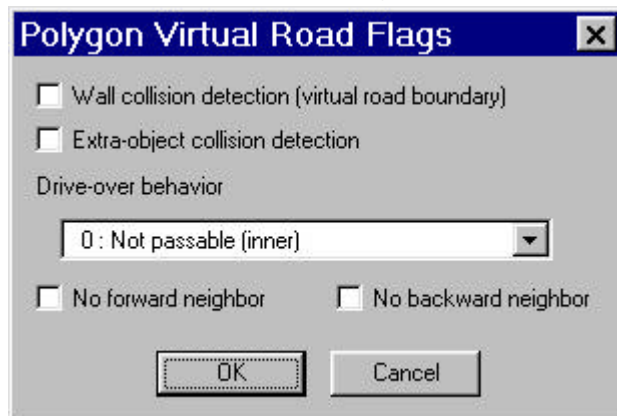 Polygon Virtual Road Flags
Wall collision detection (virtual road boundary)
Extra-object collision detection
Drive-over behavior
0 : Not passable (inner)
No forward neighbor No backward neighbor
OK Cancel